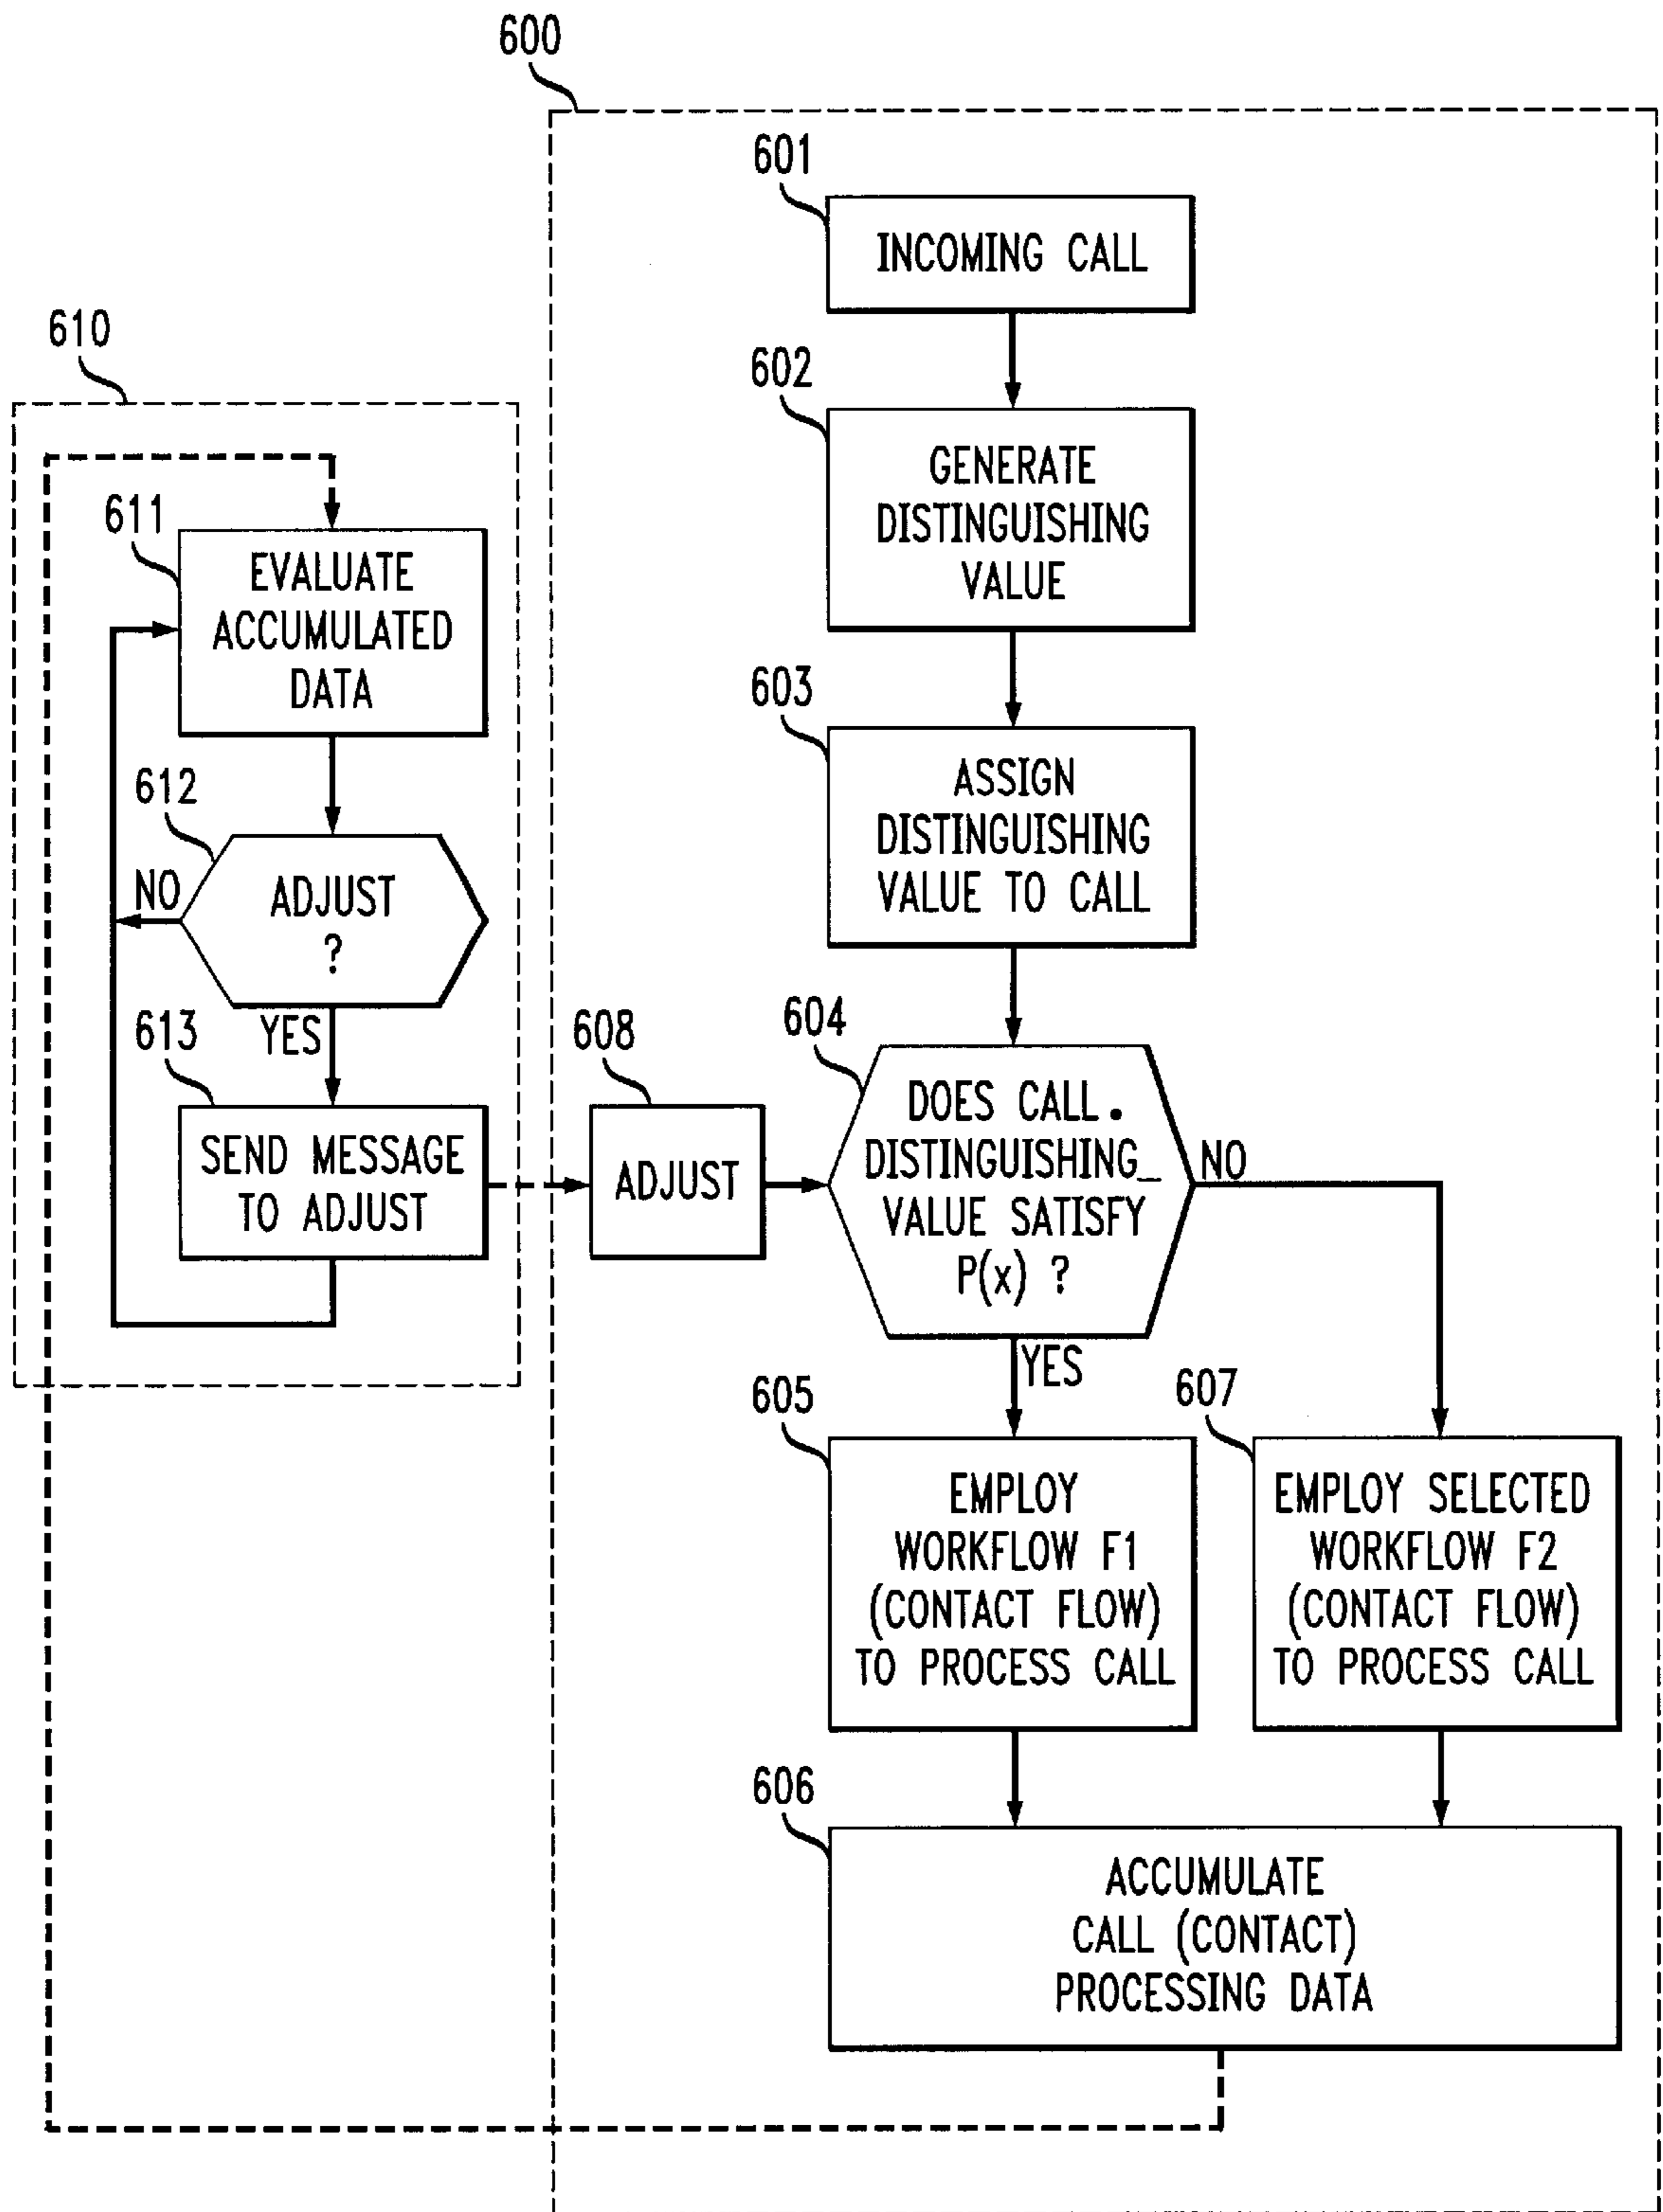 600
601
INCOMING CALL
602
GENERATE
DISTINGUISHING
VALUE
603
ASSIGN
DISTINGUISHING
VALUE TO CALL
604
DOES CALL.
DISTINGUISHING_
VALUE SATISFY
P(x) ?
NO
YES
605
EMPLOY
WORKFLOW F1
(CONTACT FLOW)
TO PROCESS CALL
607
EMPLOY SELECTED
WORKFLOW F2
(CONTACT FLOW)
TO PROCESS CALL
606
ACCUMULATE
CALL (CONTACT)
PROCESSING DATA
608
ADJUST
610
611
EVALUATE
ACCUMULATED
DATA
612
ADJUST
?
NO
YES
613
SEND MESSAGE
TO ADJUST